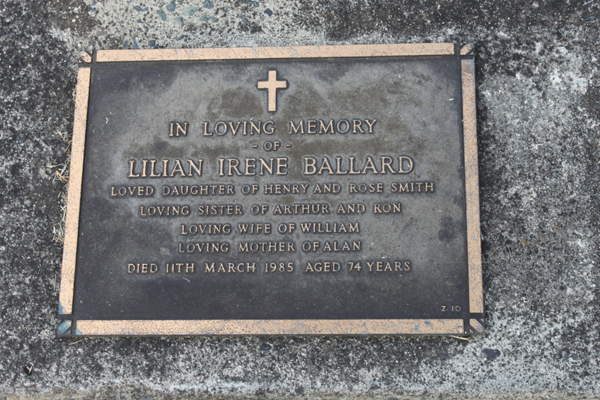 IN LOVING MEMORY
- OF -
LILIAN IRENE BALLARD
LOVED DAUGHTER OF HENRY AND ROSE SMITH
LOVING SISTER OF ARTHUR AND RON
LOVING WIFE OF WILLIAM
LOVING MOTHER OF ALAN
DIED 11TH MARCH 1985 AGED 74 YEARS
Z 10